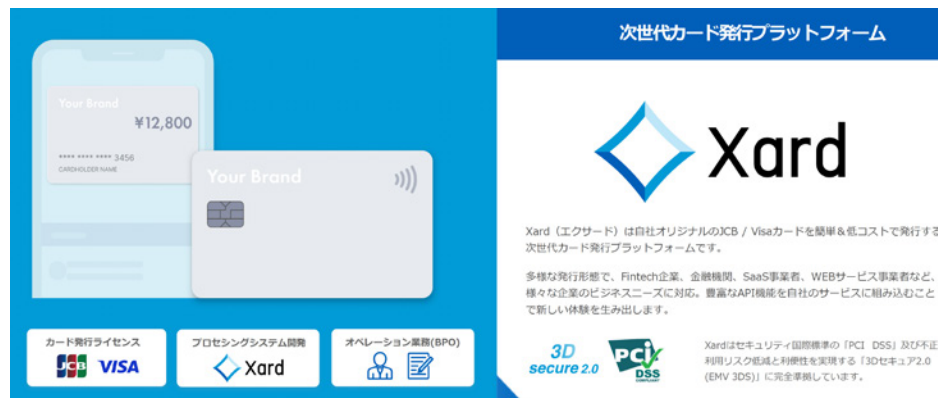 Your Brand
¥12,800
**** **** **** 3456
CARDHOLDER NAME
Your Brand
カード発行ライセンス
JCB VISA
プロセシングシステム開発
Xard
オペレーション業務(BPO)
次世代カード発行プラットフォーム
Xard
Xard（エクサード）は自社オリジナルのJCB / Visaカードを簡単&低コストで発行する
次世代カード発行プラットフォームです。
多様な発行形態で、Fintech企業、金融機関、SaaS事業者、WEBサービス事業者など、
様々な企業のビジネスニーズに対応。豊富なAPI機能を自社のサービスに組み込むこと
で新しい体験を生み出します。
3D
secure 2.0
PCI
DSS
COMPLIANT
Xardはセキュリティ国際標準の「PCI DSS」及び不正
利用リスク低減と利便性を実現する「3Dセキュア2.0
(EMV 3DS)」に完全準拠しています。